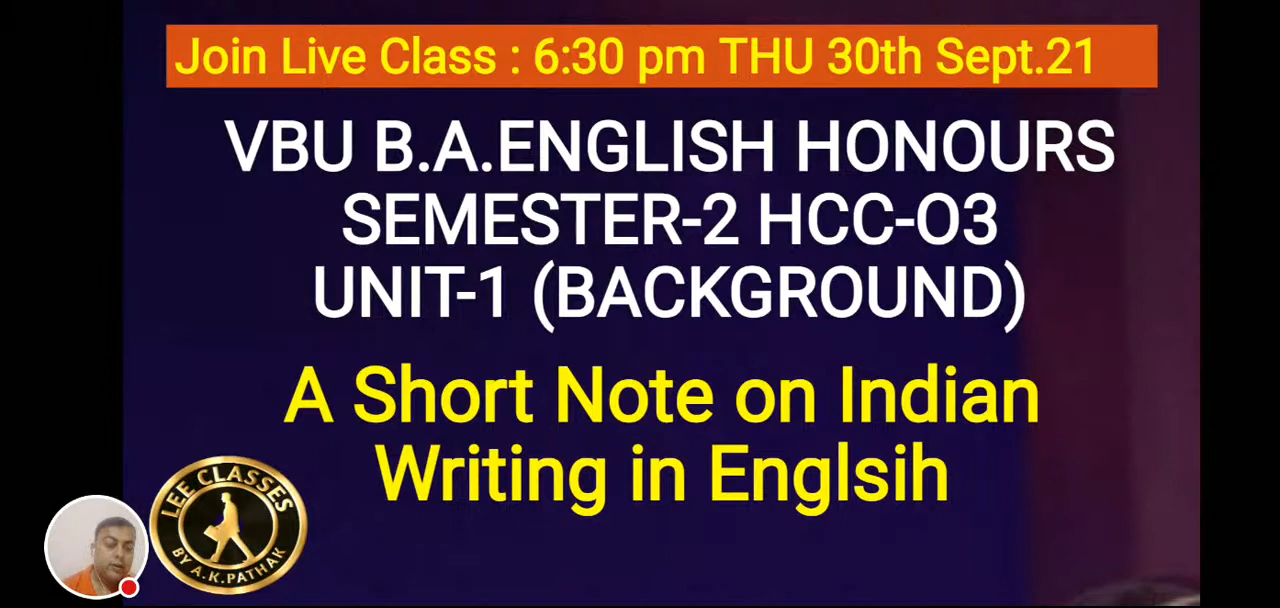 Join Live Class : 6:30 pm THU 30th Sept.21
VBU B.A.ENGLISH HONOURS
SEMESTER-2 HCC-O3
UNIT-1 (BACKGROUND)
A Short Note on Indian
Writing in Englsih
LEE CLASSES
BY A.K.PATHAK